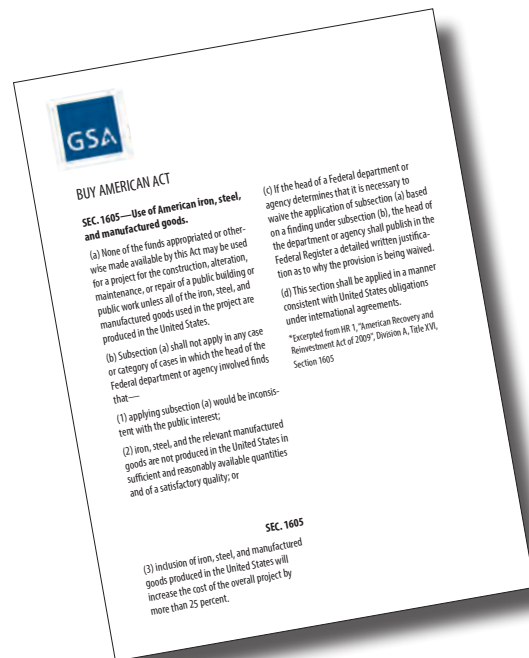 GSA
BUY AMERICAN ACT
SEC. 1605—Use of American iron, steel,
and manufactured goods.
(a) None of the funds appropriated or other-
wise made available by this Act may be used
for a project for the construction, alteration,
maintenance, or repair of a public building or
public work unless all of the iron, steel, and
manufactured goods used in the project are
produced in the United States.
(b) Subsection (a) shall not apply in any case
or category of cases in which the head of the
Federal department or agency involved finds
that—
(1) applying subsection (a) would be inconsis-
tent with the public interest;
(2) iron, steel, and the relevant manufactured
goods are not produced in the United States in
sufficient and reasonably available quantities
and of a satisfactory quality; or
SEC. 1605
(3) inclusion of iron, steel, and manufactured
goods produced in the United States will
increase the cost of the overall project by
more than 25 percent.
(c) If the head of a Federal department or
agency determines that it is necessary to
waive the application of subsection (a) based
on a finding under subsection (b), the head of
the department or agency shall publish in the
Federal Register a detailed written justifica-
tion as to why the provision is being waived.
(d) This section shall be applied in a manner
consistent with United States obligations
under international agreements.
*Excerpted from HR 1, "American Recovery and
Reinvestment Act of 2009", Division A, Title XVI,
Section 1605